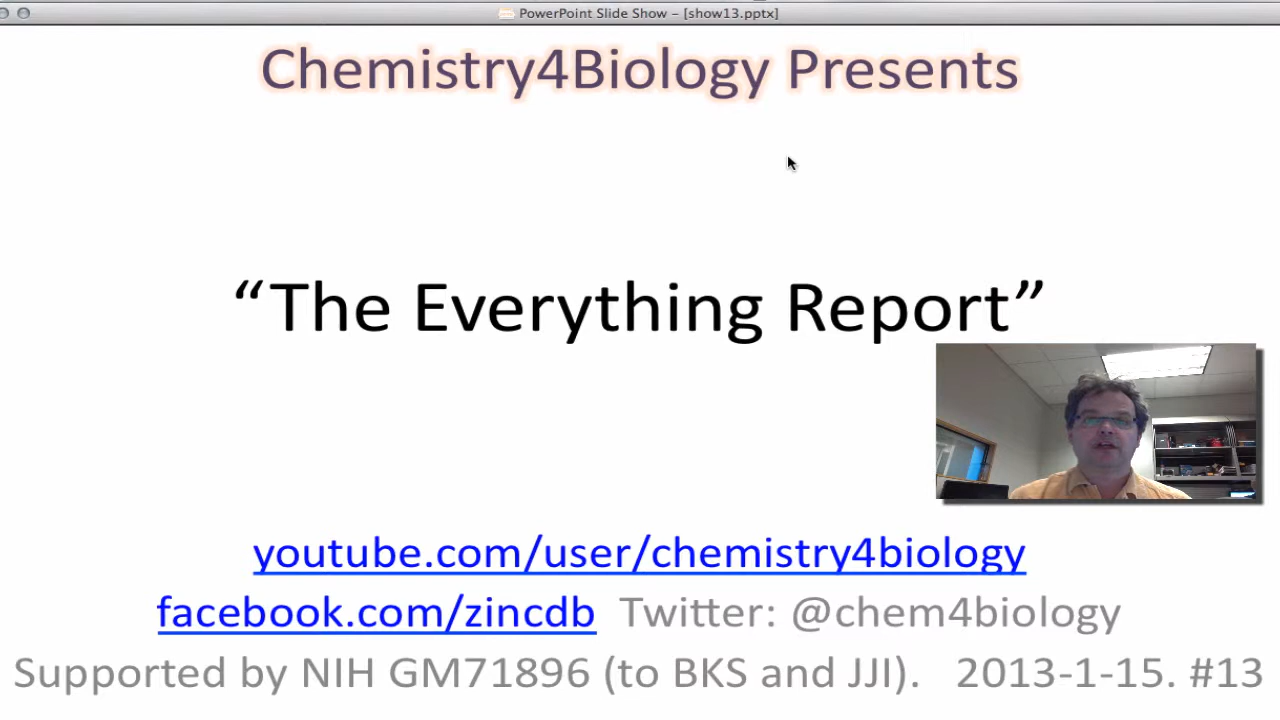 PowerPoint Slide Show – [show13.pptx]
Chemistry4Biology Presents
“The Everything Report”
youtube.com/user/chemistry4biology
facebook.com/zincdb Twitter: @chem4biology
Supported by NIH GM71896 (to BKS and JJI). 2013-1-15. #13